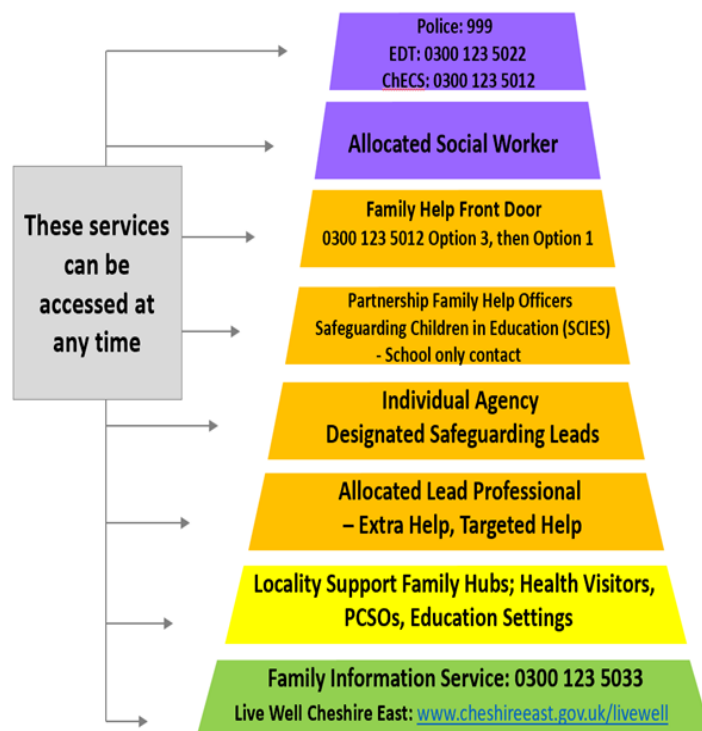 Police: 999
EDT: 0300 123 5022
ChECS: 0300 123 5012
Allocated Social Worker
These services
can be
accessed at
any time
Family Help Front Door
0300 123 5012 Option 3, then Option 1
Partnership Family Help Officers
Safeguarding Children in Education (SCIES)
- School only contact
Individual Agency
Designated Safeguarding Leads
Allocated Lead Professional
– Extra Help, Targeted Help
Locality Support Family Hubs; Health Visitors,
PCSOs, Education Settings
Family Information Service: 0300 123 5033
Live Well Cheshire East: www.cheshireeast.gov.uk/livewell